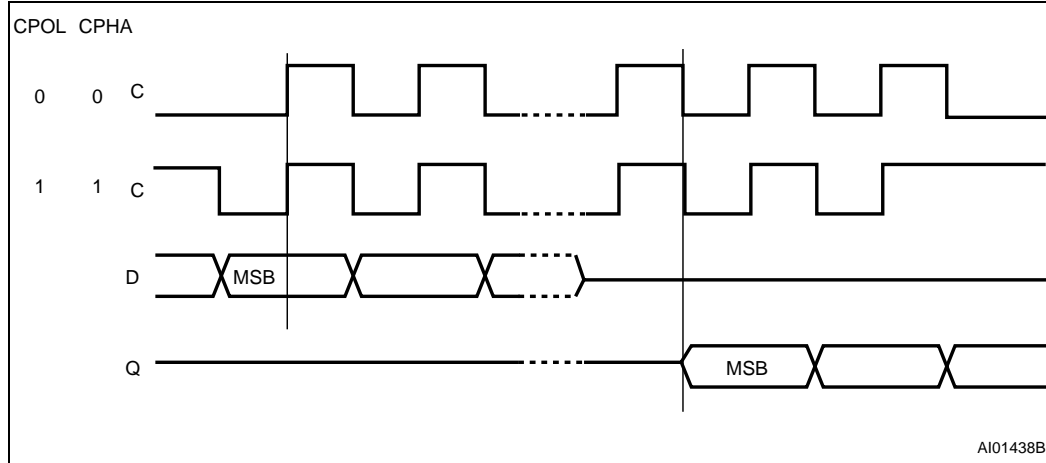 CPOL CPHA
0 0 C
1 1 C
D MSB
Q MSB
AI01438B